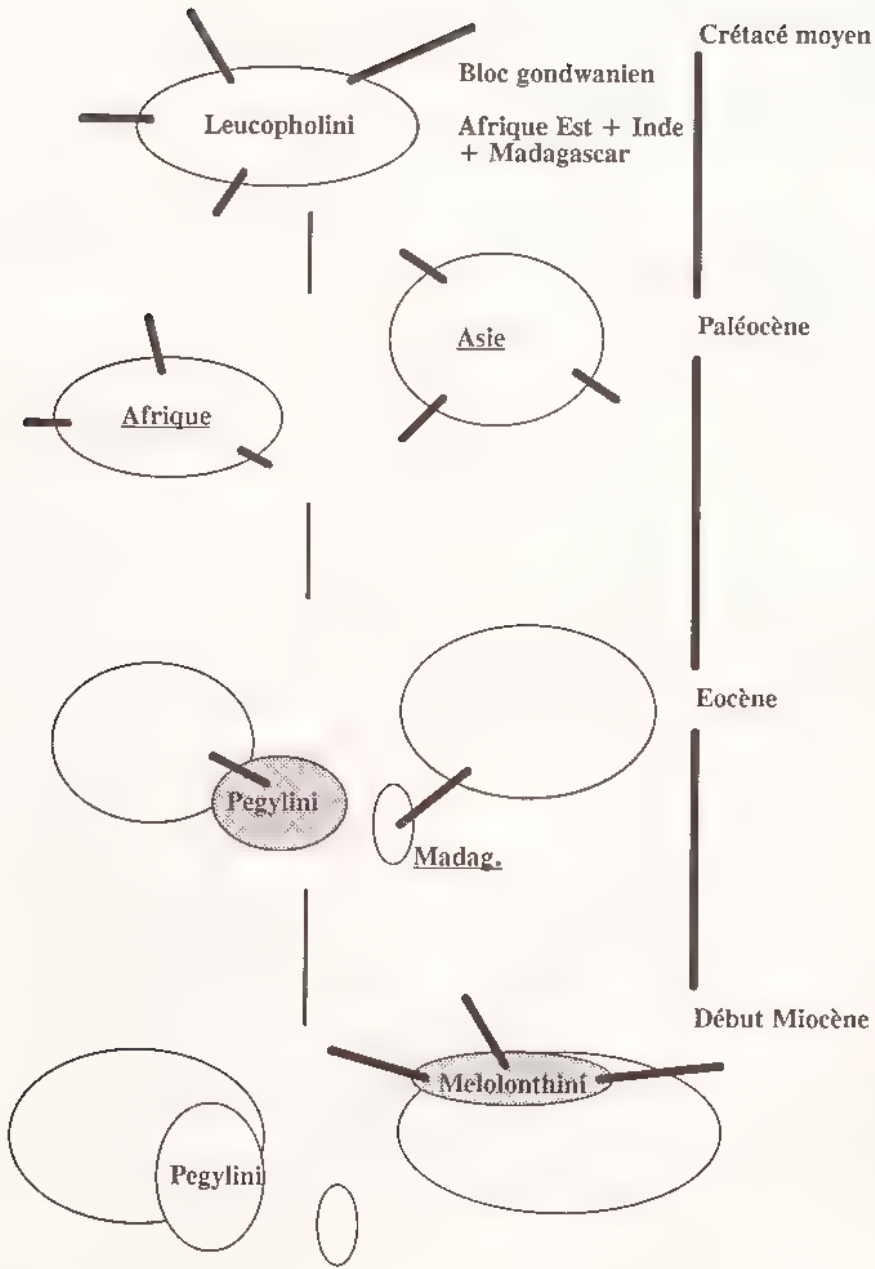 Crétacé moyen
Bloc gondwanien
Leucopholini
Afrique Est + Inde
+ Madagascar
Paléocène
Asie
Afrique
Eocène
Pegylini
Madag.
Début Miocène
Melolonthini
Pegylini